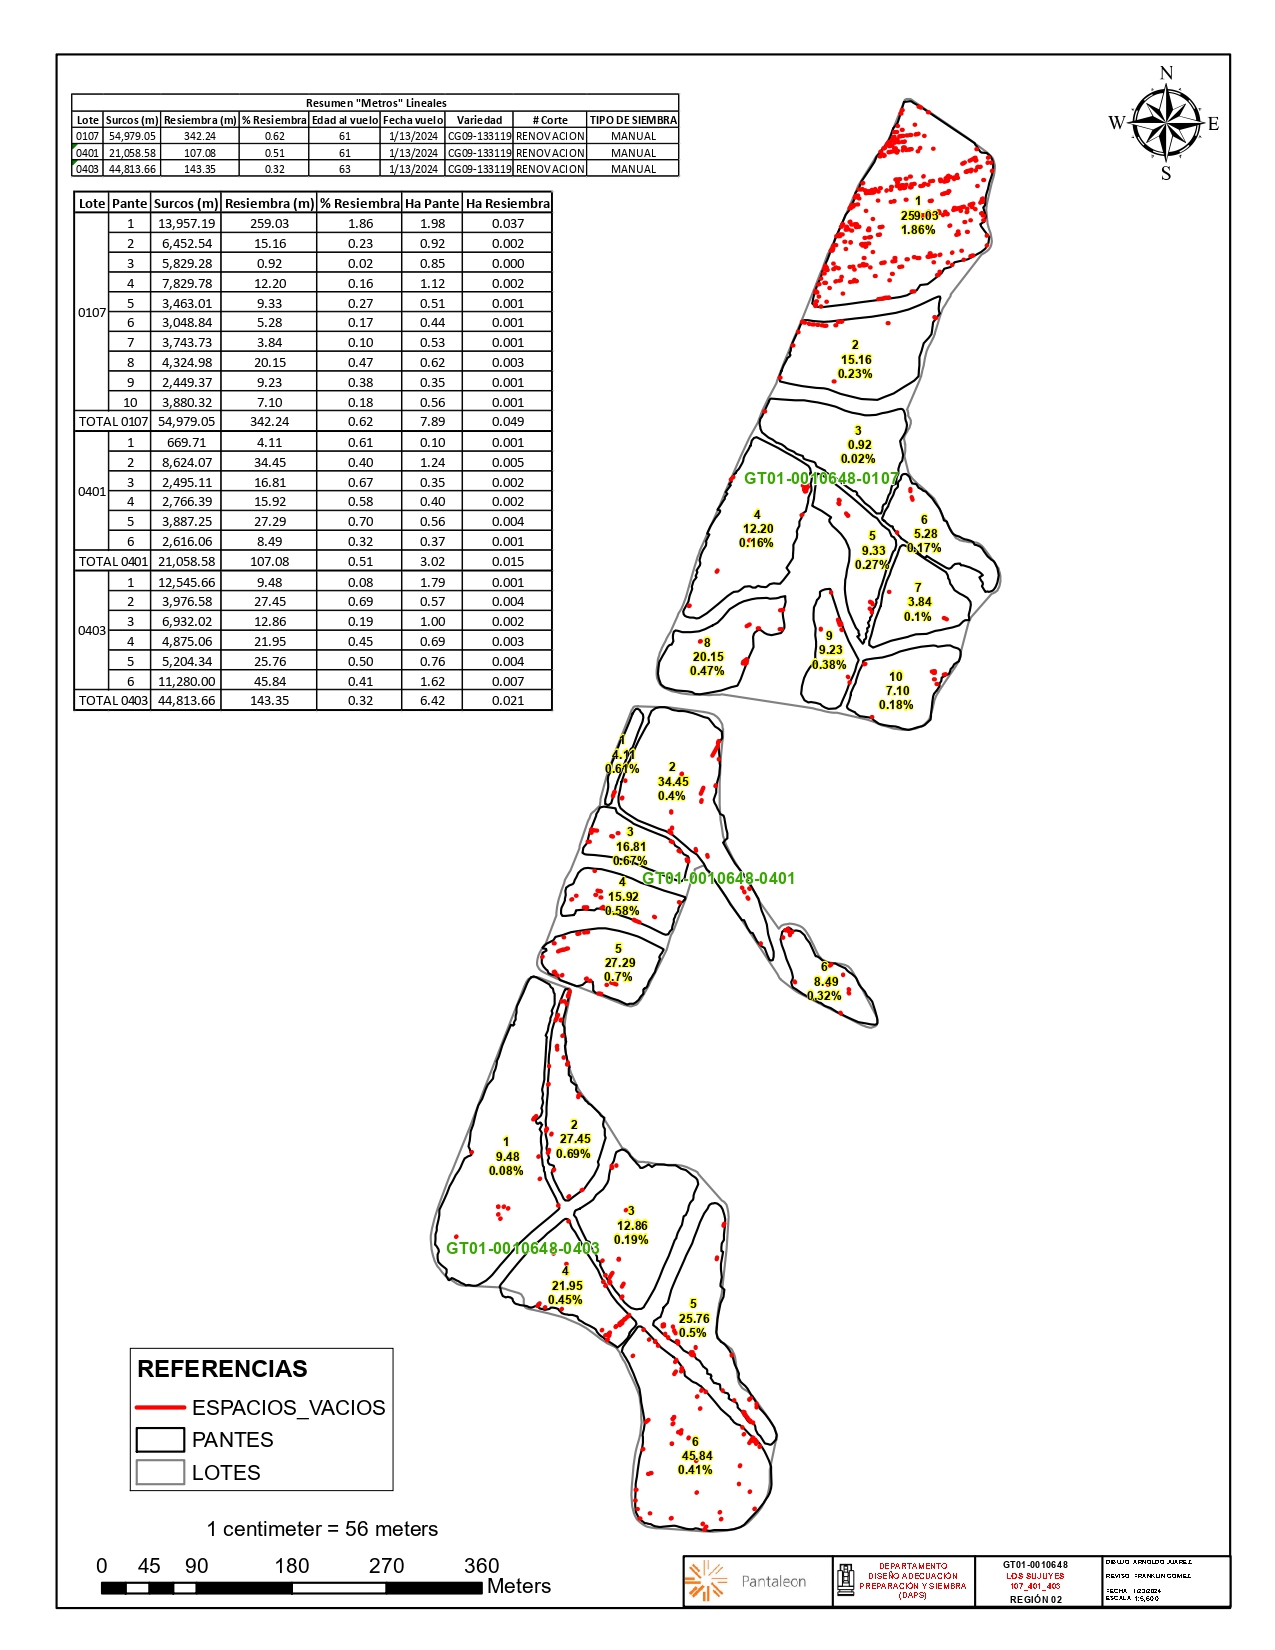 Resumen "Metros" Lineales
Lote Surcos (m) Resiembra (m) % Resiembra Edad al vuelo Fecha vuelo Variedad # Corte TIPO DE SIEMBRA
0107 54,979.05 342.24 0.62 61 1/13/2024 CG09-133119 RENOVACION MANUAL
0401 21,058.58 107.08 0.51 61 1/13/2024 CG09-133119 RENOVACION MANUAL
0403 44,813.66 143.35 0.32 63 1/13/2024 CG09-133119 RENOVACION MANUAL
Lote Pante Surcos (m) Resiembra (m) % Resiembra Ha Pante Ha Resiembra
0107
1 13,957.19 259.03 1.86 1.98 0.037
2 6,452.54 15.16 0.23 0.92 0.002
3 5,829.28 0.92 0.02 0.85 0.000
4 7,829.78 12.20 0.16 1.12 0.002
5 3,463.01 9.33 0.27 0.51 0.001
6 3,048.84 5.28 0.17 0.44 0.001
7 3,743.73 3.84 0.10 0.53 0.001
8 4,324.98 20.15 0.47 0.62 0.003
9 2,449.37 9.23 0.38 0.35 0.001
10 3,880.32 7.10 0.18 0.56 0.001
TOTAL 0107 54,979.05 342.24 0.62 7.89 0.049
0401
1 669.71 4.11 0.61 0.10 0.001
2 8,624.07 34.45 0.40 1.24 0.005
3 2,495.11 16.81 0.67 0.35 0.002
4 2,766.39 15.92 0.58 0.40 0.002
5 3,887.25 27.29 0.70 0.56 0.004
6 2,616.06 8.49 0.32 0.37 0.001
TOTAL 0401 21,058.58 107.08 0.51 3.02 0.015
0403
1 12,545.66 9.48 0.08 1.79 0.001
2 3,976.58 27.45 0.69 0.57 0.004
3 6,932.02 12.86 0.19 1.00 0.002
4 4,875.06 21.95 0.45 0.69 0.003
5 5,204.34 25.76 0.50 0.76 0.004
6 11,280.00 45.84 0.41 1.62 0.007
TOTAL 0403 44,813.66 143.35 0.32 6.42 0.021
N
W E
S
1
259.03
1.86%
2
15.16
0.23%
3
0.92
0.02%
GT01-0010648-0107
4
12.20
0.16%
5
9.33
0.27%
6
5.28
0.17%
7
3.84
0.1%
8
20.15
0.47%
9
9.23
0.38%
10
7.10
0.18%
1
4.11
0.61%
2
34.45
0.4%
3
16.81
0.67%
GT01-0010648-0401
4
15.92
0.58%
5
27.29
0.7%
6
8.49
0.32%
1
9.48
0.08%
2
27.45
0.69%
3
12.86
0.19%
GT01-0010648-0403
4
21.95
0.45%
5
25.76
0.5%
6
45.84
0.41%
REFERENCIAS
ESPACIOS_VACIOS
PANTES
LOTES
1 centimeter = 56 meters
0 45 90 180 270 360
Meters
Pantaleon
DEPARTAMENTO
DISEÑO ADECUACIÓN
PREPARACIÓN Y SIEMBRA
(DAPS)
GT01-0010648
LOS SUJUYES
107_401_403
REGIÓN 02
DIBUJO: ARNOLDO JUAREZ
REVISO: FRANKLIN GOMEZ
FECHA: 1/23/2024
ESCALA: 1:5,600